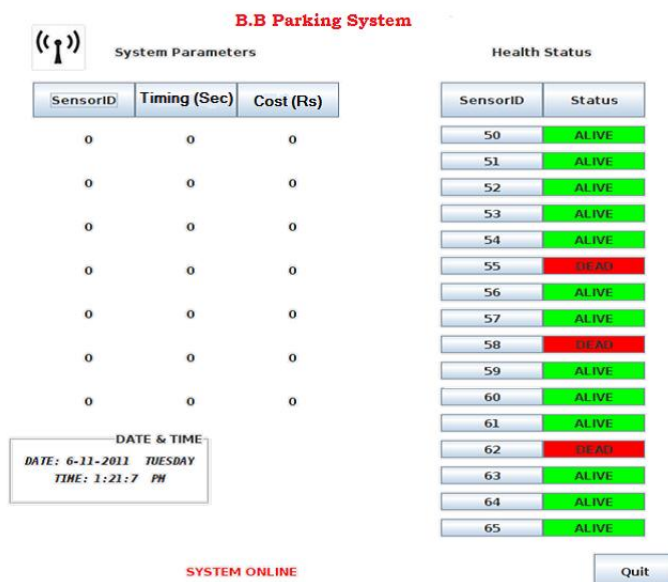 B.B Parking System
System Parameters
SensorID Timing (Sec) Cost (Rs)
0 0 0
0 0 0
0 0 0
0 0 0
0 0 0
0 0 0
0 0 0
DATE & TIME
DATE: 6-11-2011 TUESDAY
TIME: 1:21:7 PM
Health Status
SensorID Status
50 ALIVE
51 ALIVE
52 ALIVE
53 ALIVE
54 ALIVE
55 DEAD
56 ALIVE
57 ALIVE
58 DEAD
59 ALIVE
60 ALIVE
61 ALIVE
62 DEAD
63 ALIVE
64 ALIVE
65 ALIVE
SYSTEM ONLINE
Quit